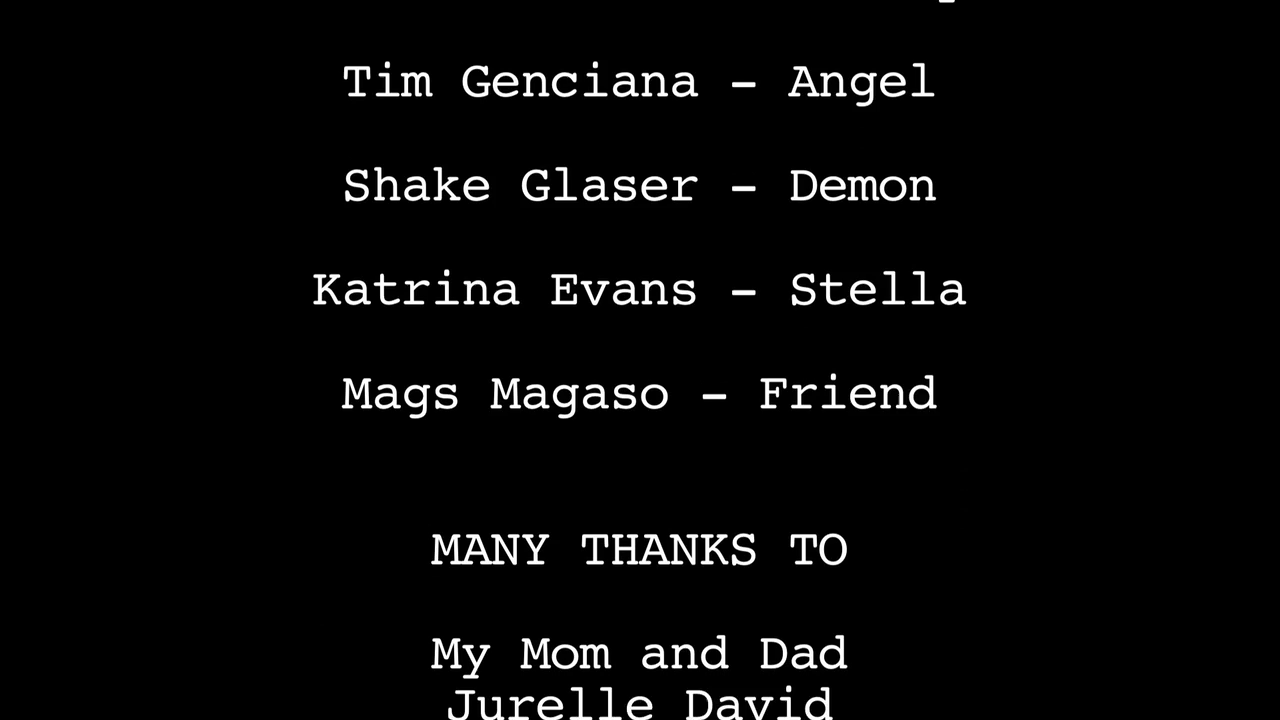 Tim Genciana - Angel
Shake Glaser - Demon
Katrina Evans - Stella
Mags Magaso - Friend
MANY THANKS TO
My Mom and Dad
Jurelle David